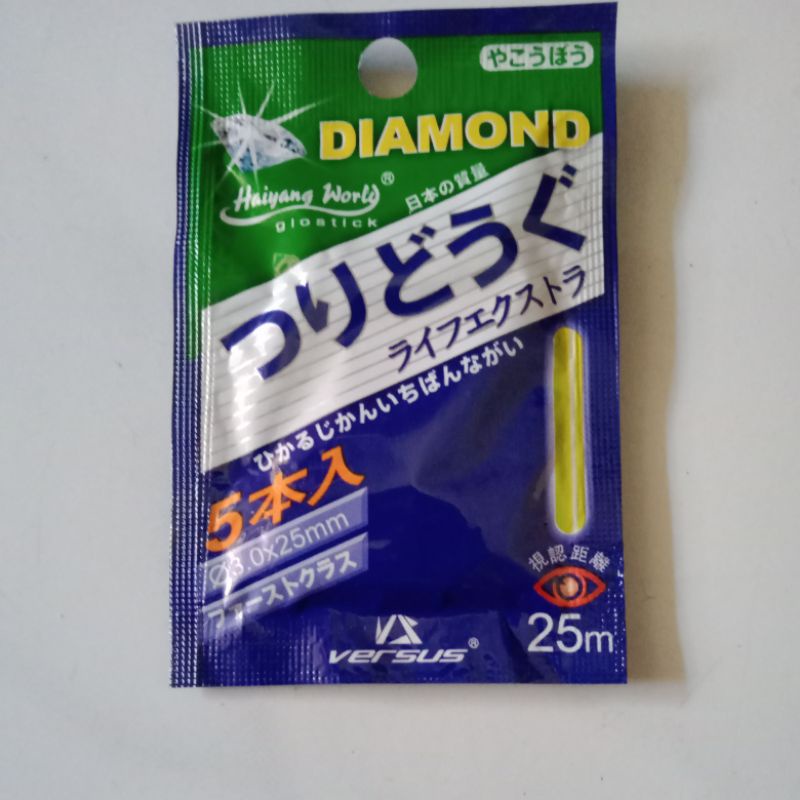 やこうぼう
DIAMOND
Haiyang World®
glostick
日本の質量
つりどうぐ
ライフエクストラ
ひかるじかんいちばんながい
5本入
Ø3.0X25mm
ファーストクラス
視認距離
25m
VERSUS®